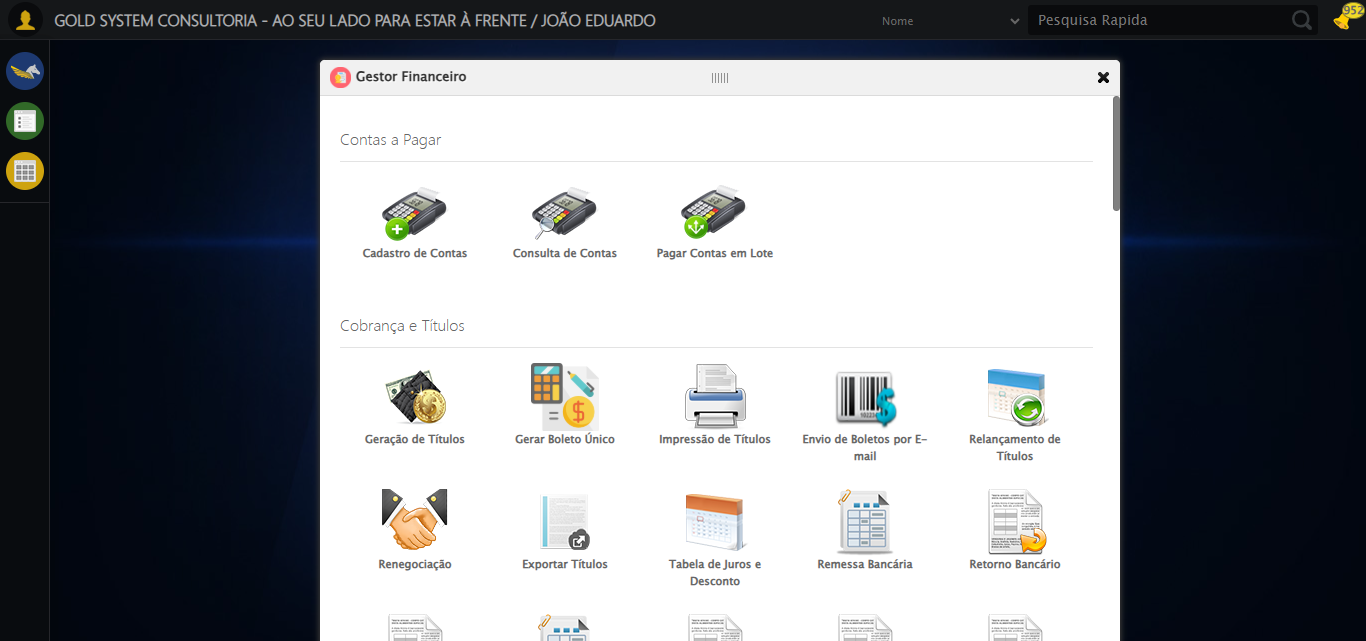 GOLD SYSTEM CONSULTORIA - AO SEU LADO PARA ESTAR À FRENTE / JOÃO EDUARDO
Nome
Pesquisa Rapida
952
Gestor Financeiro
Contas a Pagar
Cadastro de Contas
Consulta de Contas
Pagar Contas em Lote
Cobrança e Títulos
Geração de Títulos
Gerar Boleto Único
Impressão de Títulos
Envio de Boletos por E-
mail
Relançamento de
Títulos
Renegociação
Exportar Títulos
Tabela de Juros e
Desconto
Remessa Bancária
Retorno Bancário